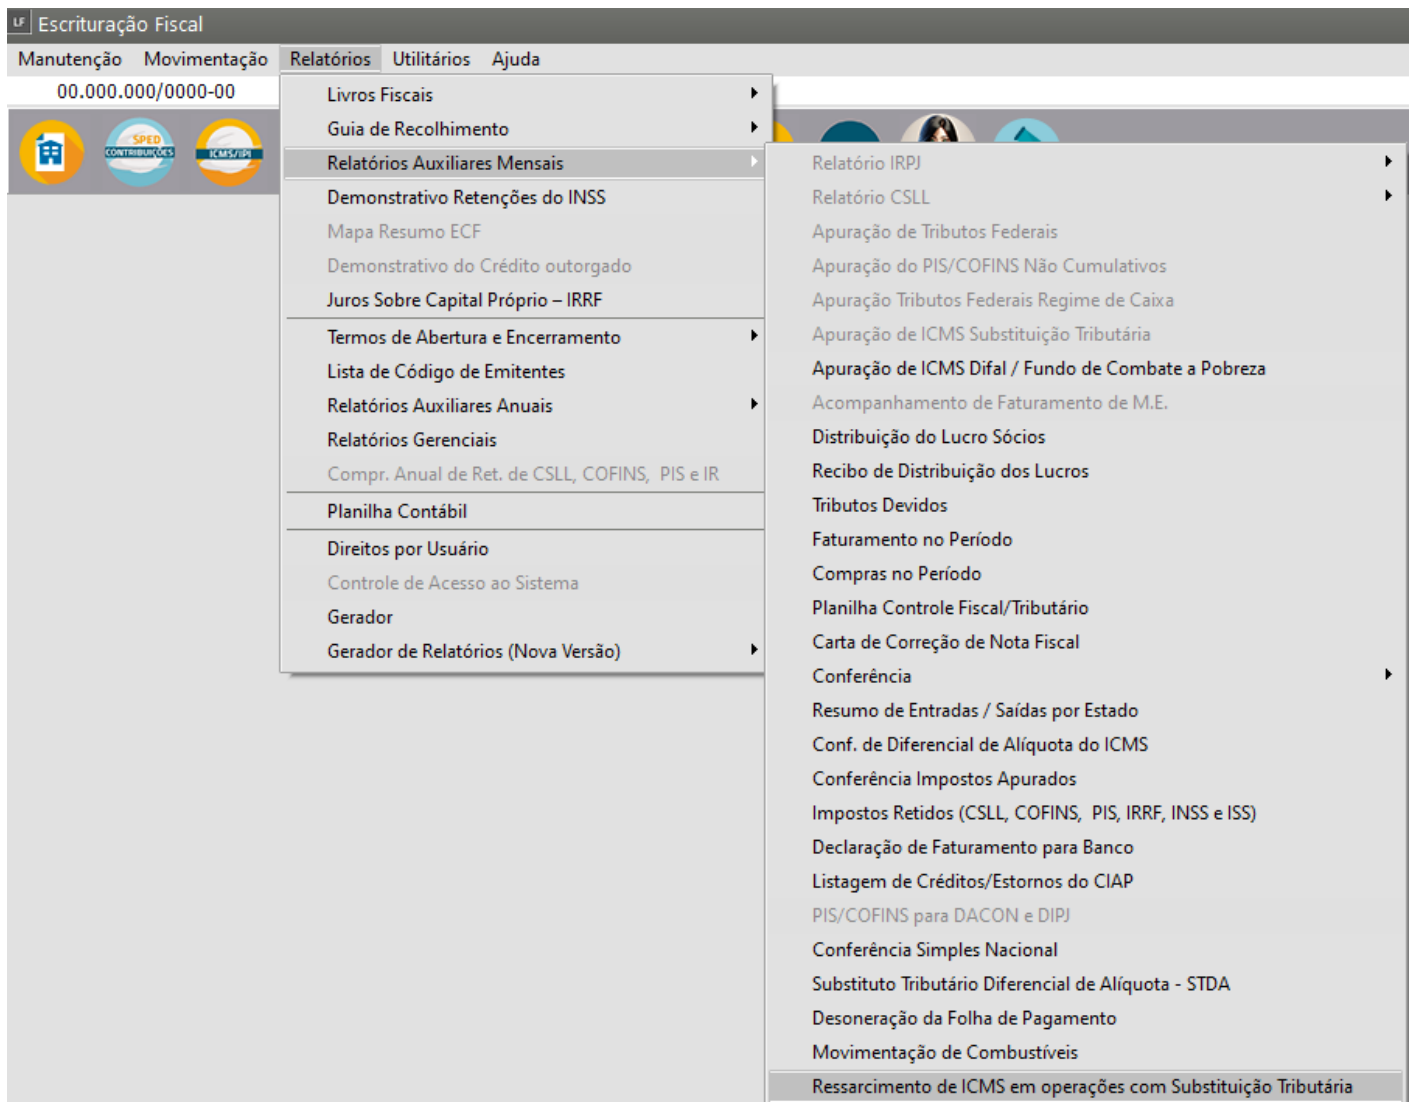 LF Escrituração Fiscal
Manutenção Movimentação Relatórios Utilitários Ajuda
00.000.000/0000-00
SPED
CONTRIBUIÇÕES
ICMS/IPI
Livros Fiscais
Guia de Recolhimento
Relatórios Auxiliares Mensais
Demonstrativo Retenções do INSS
Mapa Resumo ECF
Demonstrativo do Crédito outorgado
Juros Sobre Capital Próprio – IRRF
Termos de Abertura e Encerramento
Lista de Código de Emitentes
Relatórios Auxiliares Anuais
Relatórios Gerenciais
Compr. Anual de Ret. de CSLL, COFINS, PIS e IR
Planilha Contábil
Direitos por Usuário
Controle de Acesso ao Sistema
Gerador
Gerador de Relatórios (Nova Versão)
Relatório IRPJ
Relatório CSLL
Apuração de Tributos Federais
Apuração do PIS/COFINS Não Cumulativos
Apuração Tributos Federais Regime de Caixa
Apuração de ICMS Substituição Tributária
Apuração de ICMS Difal / Fundo de Combate a Pobreza
Acompanhamento de Faturamento de M.E.
Distribuição do Lucro Sócios
Recibo de Distribuição dos Lucros
Tributos Devidos
Faturamento no Período
Compras no Período
Planilha Controle Fiscal/Tributário
Carta de Correção de Nota Fiscal
Conferência
Resumo de Entradas / Saídas por Estado
Conf. de Diferencial de Alíquota do ICMS
Conferência Impostos Apurados
Impostos Retidos (CSLL, COFINS, PIS, IRRF, INSS e ISS)
Declaração de Faturamento para Banco
Listagem de Créditos/Estornos do CIAP
PIS/COFINS para DACON e DIPJ
Conferência Simples Nacional
Substituto Tributário Diferencial de Alíquota - STDA
Desoneração da Folha de Pagamento
Movimentação de Combustíveis
Ressarcimento de ICMS em operações com Substituição Tributária